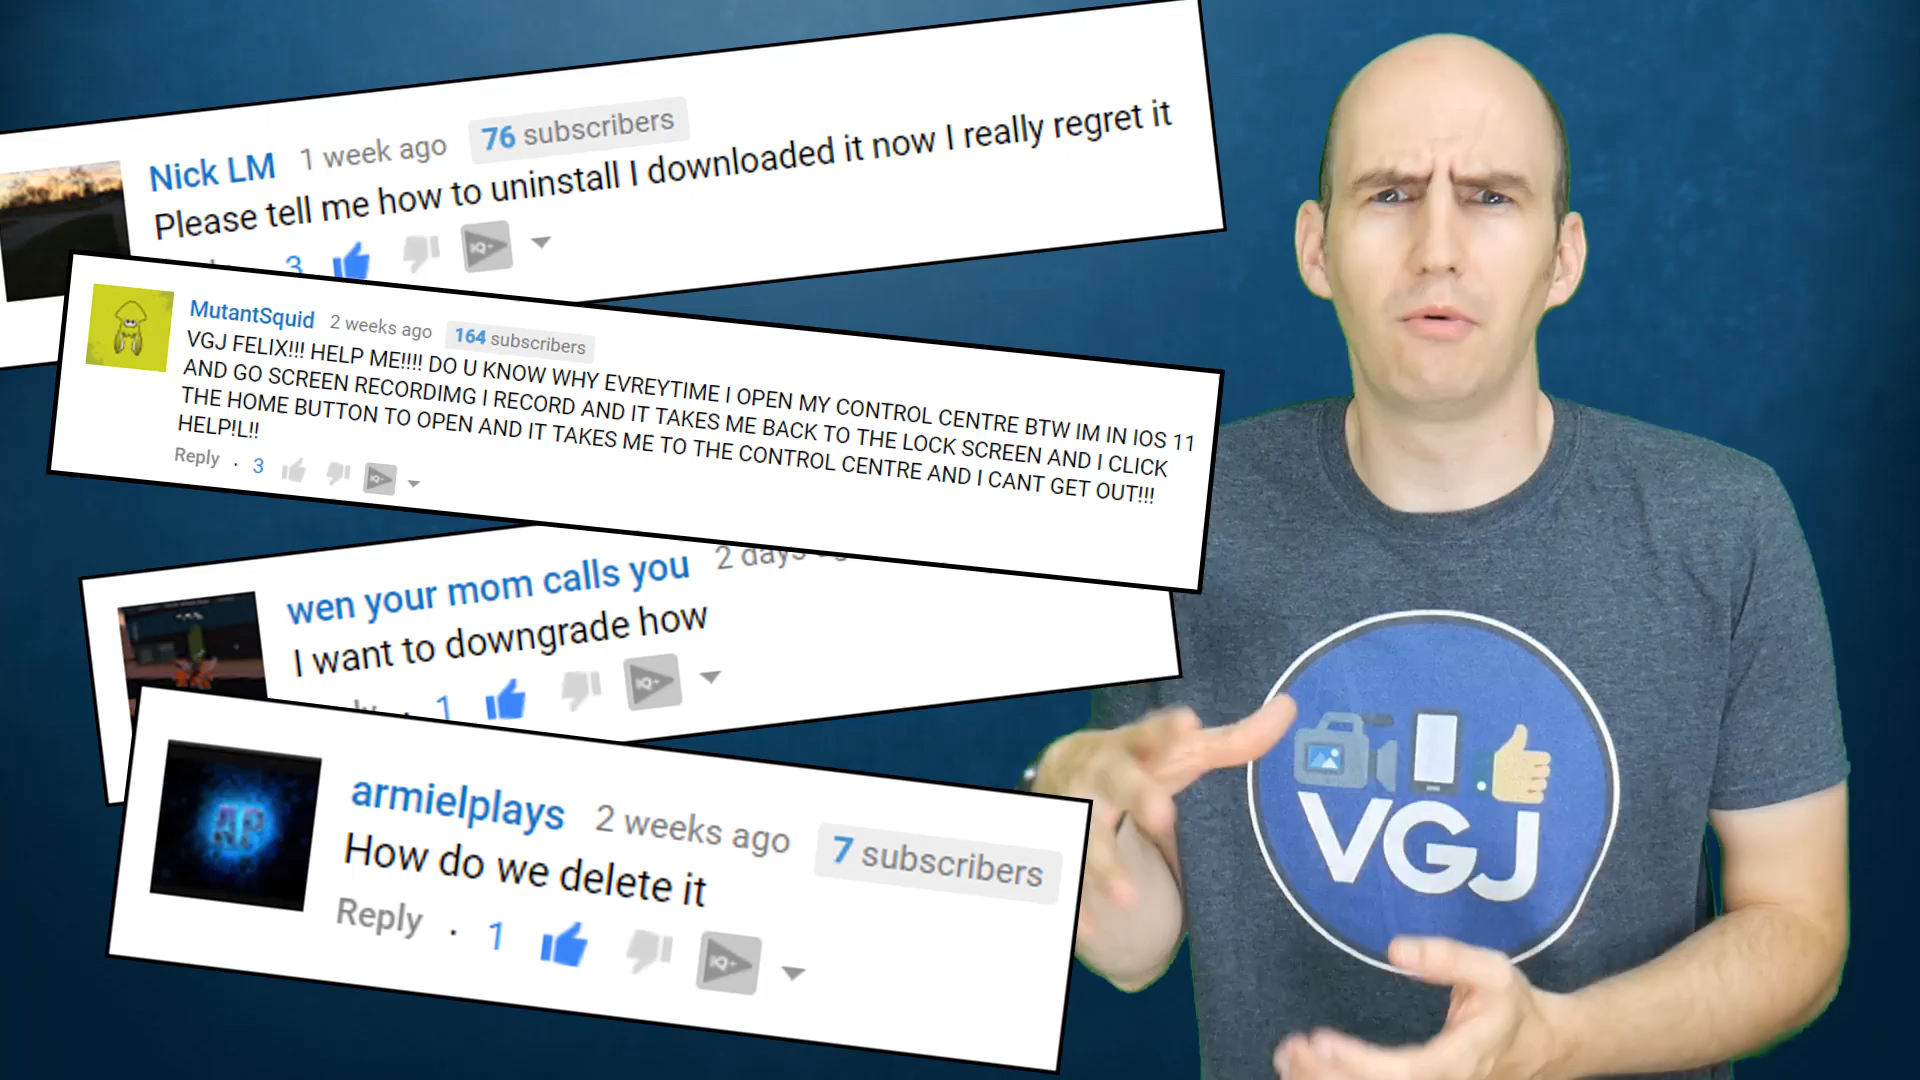 Nick LM 1 week ago 76 subscribers
Please tell me how to uninstall I downloaded it now I really regret it
3
MutantSquid 2 weeks ago 164 subscribers
VGJ FELIX!!! HELP ME!!!! DO U KNOW WHY EVREYTIME I OPEN MY CONTROL CENTRE BTW IM IN IOS 11
AND GO SCREEN RECORDIMG I RECORD AND IT TAKES ME BACK TO THE LOCK SCREEN AND I CLICK
THE HOME BUTTON TO OPEN AND IT TAKES ME TO THE CONTROL CENTRE AND I CANT GET OUT!!!
HELP!L!!
Reply · 3
wen your mom calls you 2 days
I want to downgrade how
1
armielplays 2 weeks ago 7 subscribers
How do we delete it
Reply · 1
VGJ